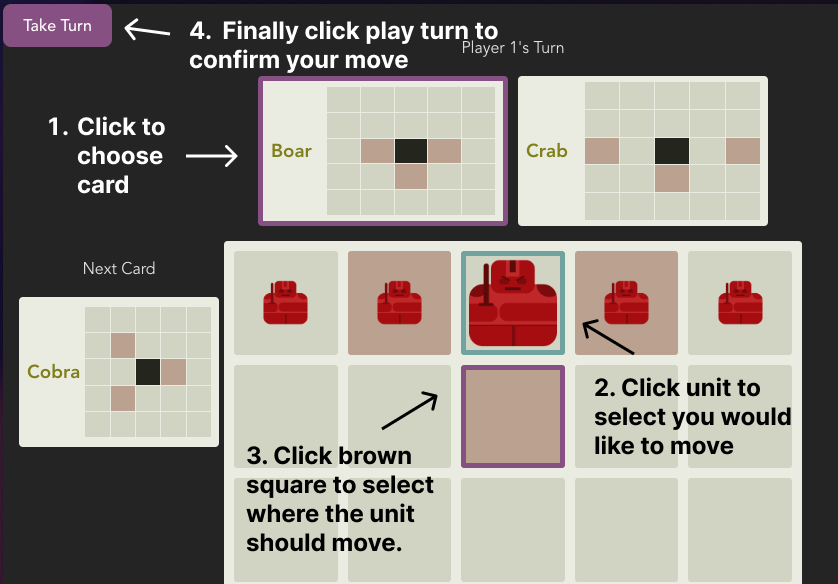 Take Turn
4. Finally click play turn to
confirm your move
Player 1's Turn
1. Click to
choose
card
Boar
Crab
Next Card
Cobra
2. Click unit to
select you would
like to move
3. Click brown
square to select
where the unit
should move.